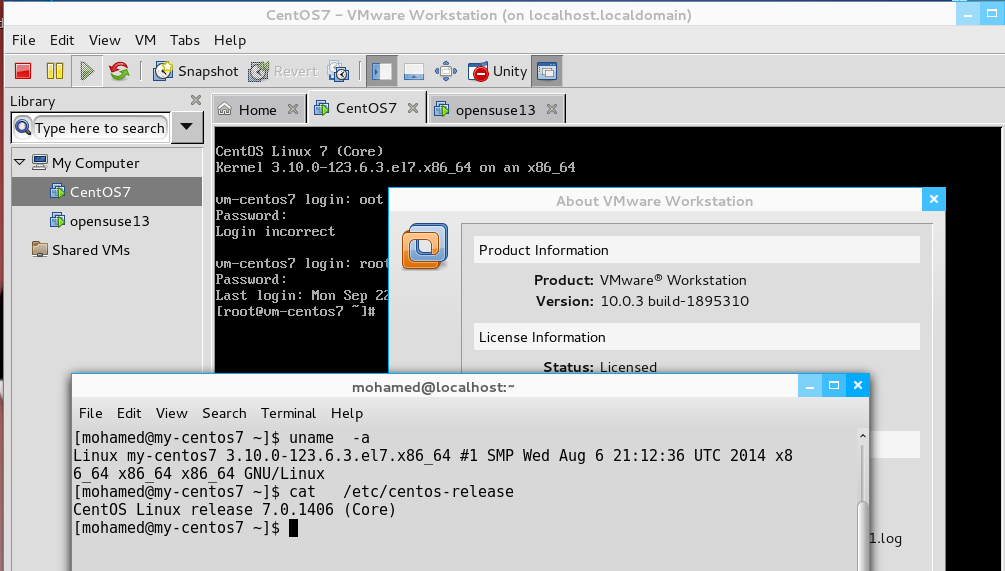 CentOS7 - VMware Workstation (on localhost.localdomain)
File Edit View VM Tabs Help
Snapshot Revert Unity
Library
Type here to search
My Computer
CentOS7
opensuse13
Shared VMs
Home CentOS7 opensuse13
CentOS Linux 7 (Core)
Kernel 3.10.0-123.6.3.el7.x86_64 on an x86_64
vm-centos7 login: oot
Password:
Login incorrect
vm-centos7 login: root
Password:
Last login: Mon Sep 22
[root@vm-centos7 ~]#
About VMware Workstation
Product Information
Product: VMware® Workstation
Version: 10.0.3 build-1895310
License Information
Status: Licensed
1.log
mohamed@localhost:~
File Edit View Search Terminal Help
[mohamed@my-centos7 ~]$ uname  -a
Linux my-centos7 3.10.0-123.6.3.el7.x86_64 #1 SMP Wed Aug 6 21:12:36 UTC 2014 x8
6_64 x86_64 x86_64 GNU/Linux
[mohamed@my-centos7 ~]$ cat   /etc/centos-release
CentOS Linux release 7.0.1406 (Core)
[mohamed@my-centos7 ~]$